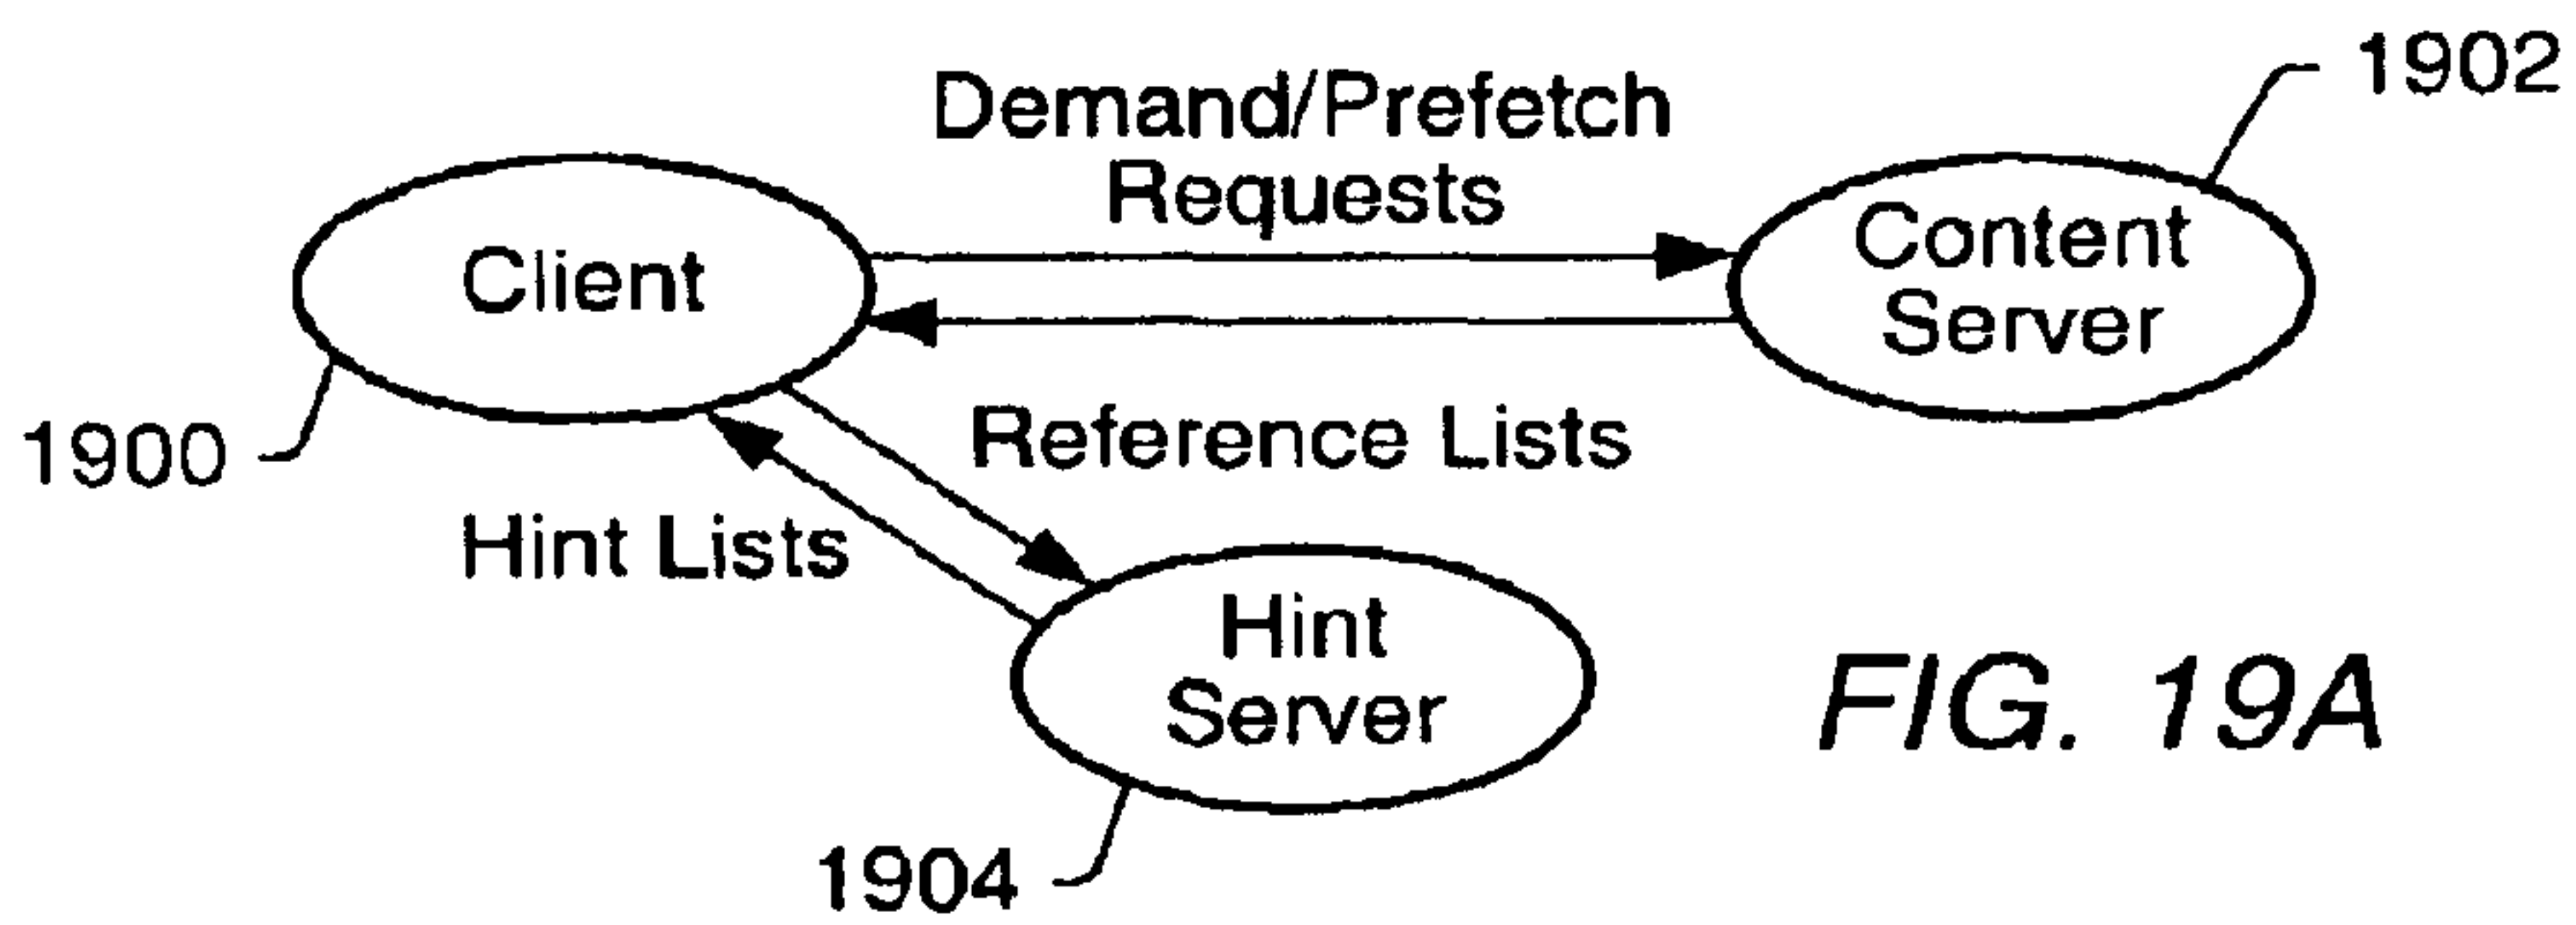 1902
Demand/Prefetch
Requests
Client
Content
Server
1900
Reference Lists
Hint Lists
Hint
Server
FIG. 19A
1904